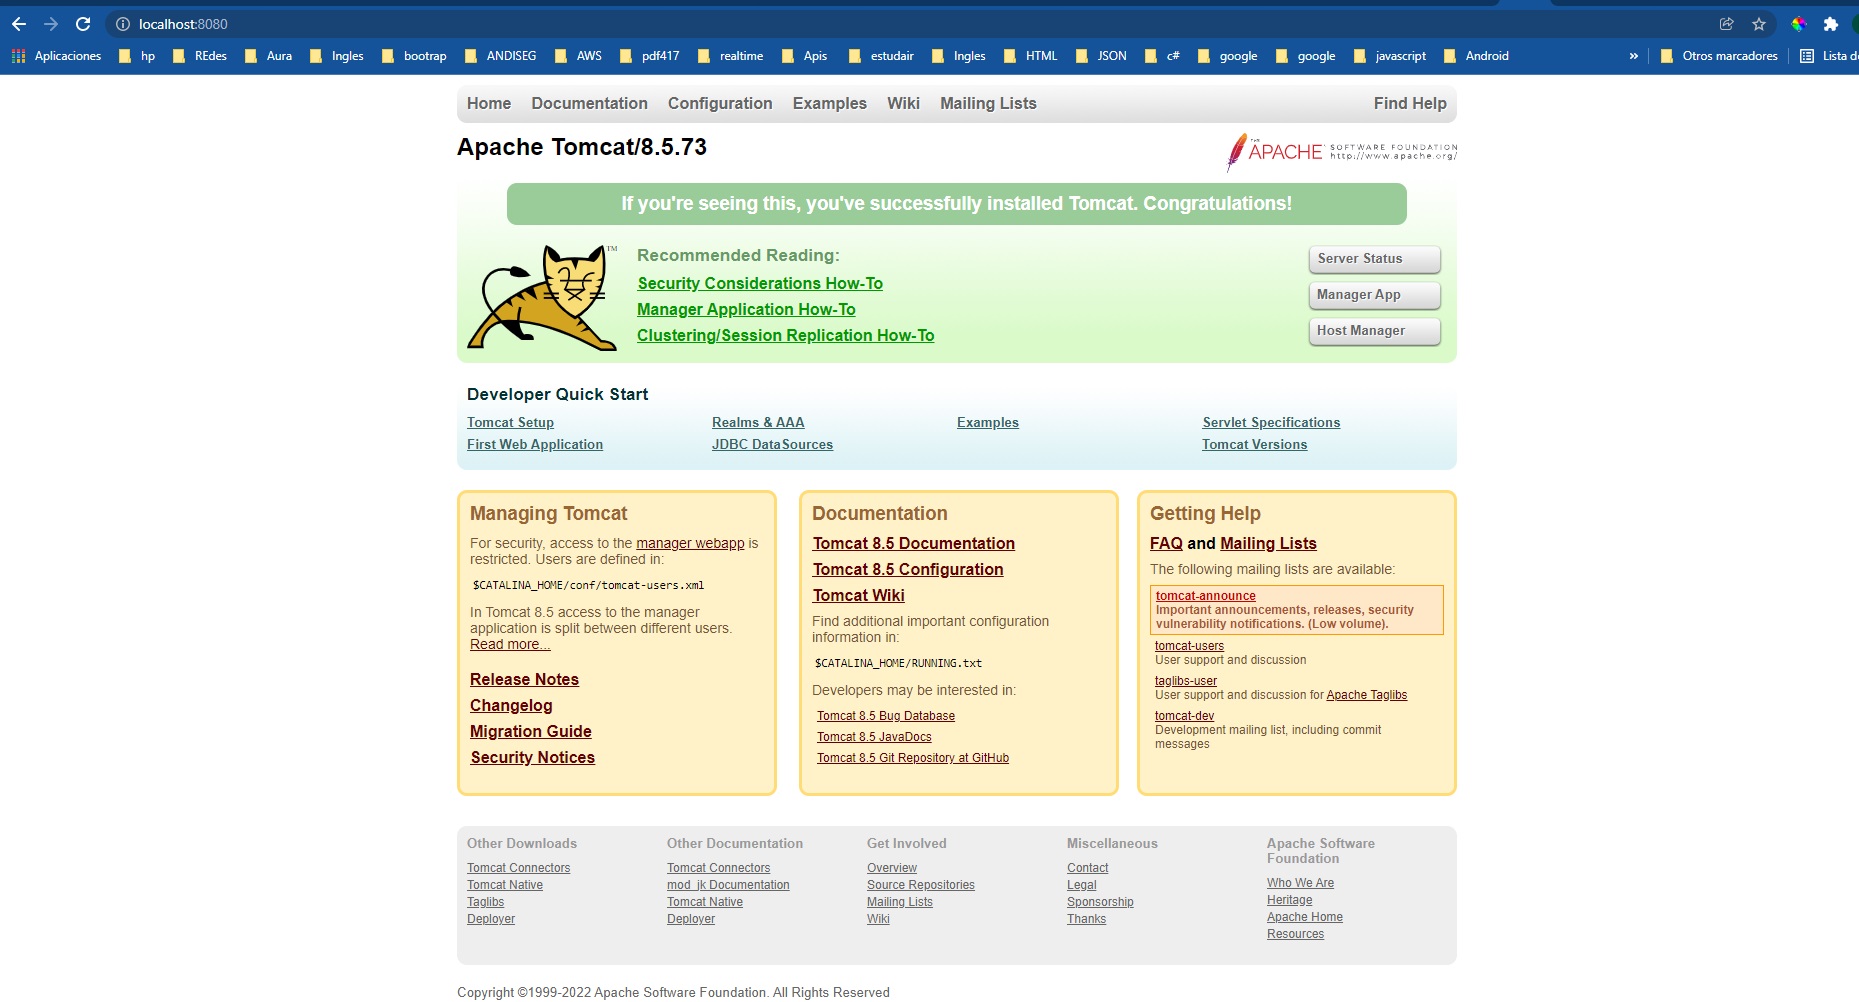 localhost:8080
Aplicaciones hp REdes Aura Ingles bootrap ANDISEG AWS pdf417 realtime Apis estudair Ingles HTML JSON c# google google javascript Android » Otros marcadores Lista de
Home Documentation Configuration Examples Wiki Mailing Lists Find Help
Apache Tomcat/8.5.73
THE APACHE SOFTWARE FOUNDATION
http://www.apache.org/
If you're seeing this, you've successfully installed Tomcat. Congratulations!
TM
Recommended Reading:
Security Considerations How-To
Manager Application How-To
Clustering/Session Replication How-To
Server Status
Manager App
Host Manager
Developer Quick Start
Tomcat Setup
First Web Application
Realms & AAA
JDBC DataSources
Examples
Servlet Specifications
Tomcat Versions
Managing Tomcat
For security, access to the manager webapp is
restricted. Users are defined in:
$CATALINA_HOME/conf/tomcat-users.xml
In Tomcat 8.5 access to the manager
application is split between different users.
Read more...
Release Notes
Changelog
Migration Guide
Security Notices
Documentation
Tomcat 8.5 Documentation
Tomcat 8.5 Configuration
Tomcat Wiki
Find additional important configuration
information in:
$CATALINA_HOME/RUNNING.txt
Developers may be interested in:
Tomcat 8.5 Bug Database
Tomcat 8.5 JavaDocs
Tomcat 8.5 Git Repository at GitHub
Getting Help
FAQ and Mailing Lists
The following mailing lists are available:
tomcat-announce
Important announcements, releases, security
vulnerability notifications. (Low volume).
tomcat-users
User support and discussion
taglibs-user
User support and discussion for Apache Taglibs
tomcat-dev
Development mailing list, including commit
messages
Other Downloads
Tomcat Connectors
Tomcat Native
Taglibs
Deployer
Other Documentation
Tomcat Connectors
mod_jk Documentation
Tomcat Native
Deployer
Get Involved
Overview
Source Repositories
Mailing Lists
Wiki
Miscellaneous
Contact
Legal
Sponsorship
Thanks
Apache Software
Foundation
Who We Are
Heritage
Apache Home
Resources
Copyright ©1999-2022 Apache Software Foundation. All Rights Reserved